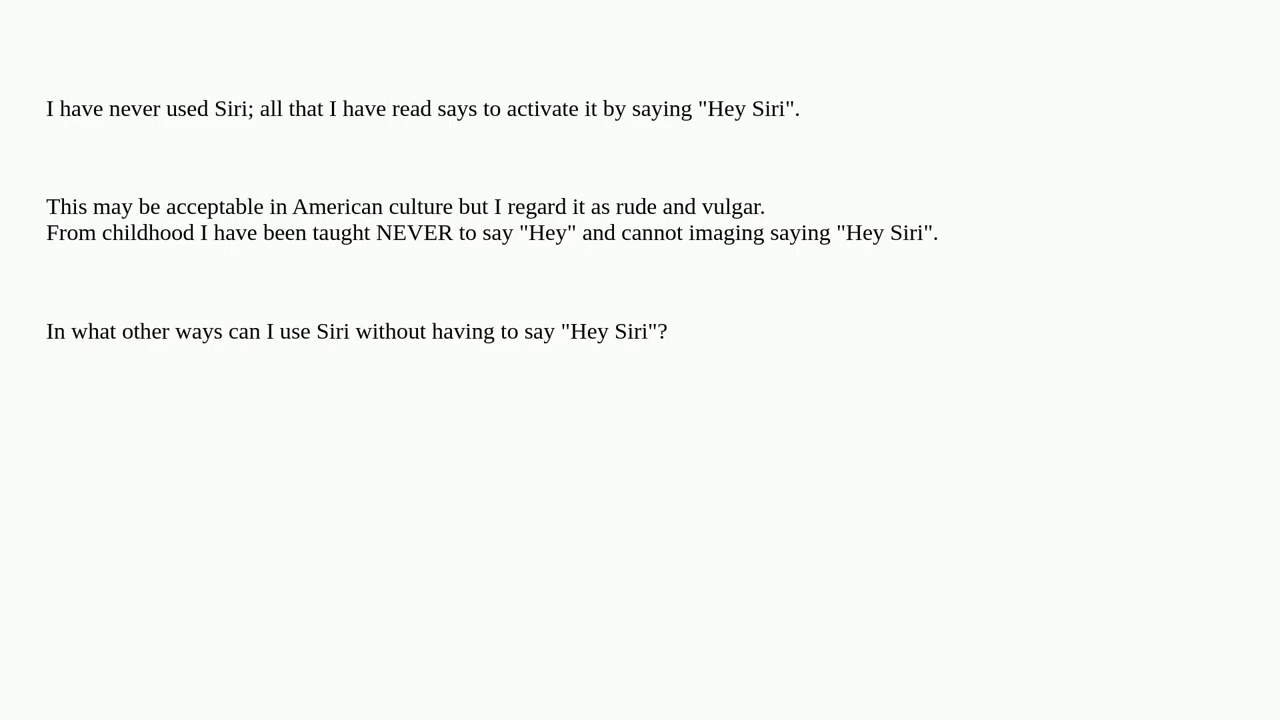 I have never used Siri; all that I have read says to activate it by saying "Hey Siri".
This may be acceptable in American culture but I regard it as rude and vulgar.
From childhood I have been taught NEVER to say "Hey" and cannot imaging saying "Hey Siri".
In what other ways can I use Siri without having to say "Hey Siri"?